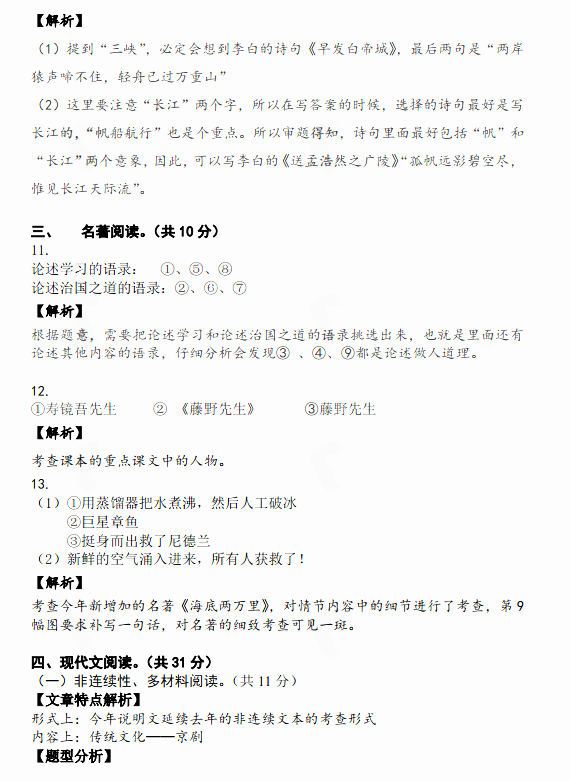 【解析】
（1）提到“三峡”，必定会想到李白的诗句《早发白帝城》，最后两句是“两岸
猿声啼不住，轻舟已过万重山”
（2）这里要注意“长江”两个字，所以在写答案的时候，选择的诗句最好是写
长江的，“帆船航行”也是个重点。所以审题得知，诗句里面最好包括“帆”和
“长江”两个意象，因此，可以写李白的《送孟浩然之广陵》“孤帆远影碧空尽，
惟见长江天际流”。
三、 名著阅读。（共 10 分）
11.
论述学习的语录： ①、⑤、⑧
论述治国之道的语录：②、⑥、⑦
【解析】
根据题意，需要把论述学习和论述治国之道的语录挑选出来，也就是里面还有
论述其他内容的语录，仔细分析会发现③ 、④、⑨都是论述做人道理。
12.
①寿镜吾先生 ② 《藤野先生》 ③藤野先生
【解析】
考查课本的重点课文中的人物。
13.
（1）①用蒸馏器把水煮沸，然后人工破冰
②巨星章鱼
③挺身而出救了尼德兰
（2）新鲜的空气涌入进来，所有人获救了！
【解析】
考查今年新增加的名著《海底两万里》，对情节内容中的细节进行了考查，第 9
幅图要求补写一句话，对名著的细致考查可见一斑。
四、现代文阅读。（共 31 分）
（一）非连续性、多材料阅读。（共 11 分）
【文章特点解析】
形式上：今年说明文延续去年的非连续文本的考查形式
内容上：传统文化——京剧
【题型分析】